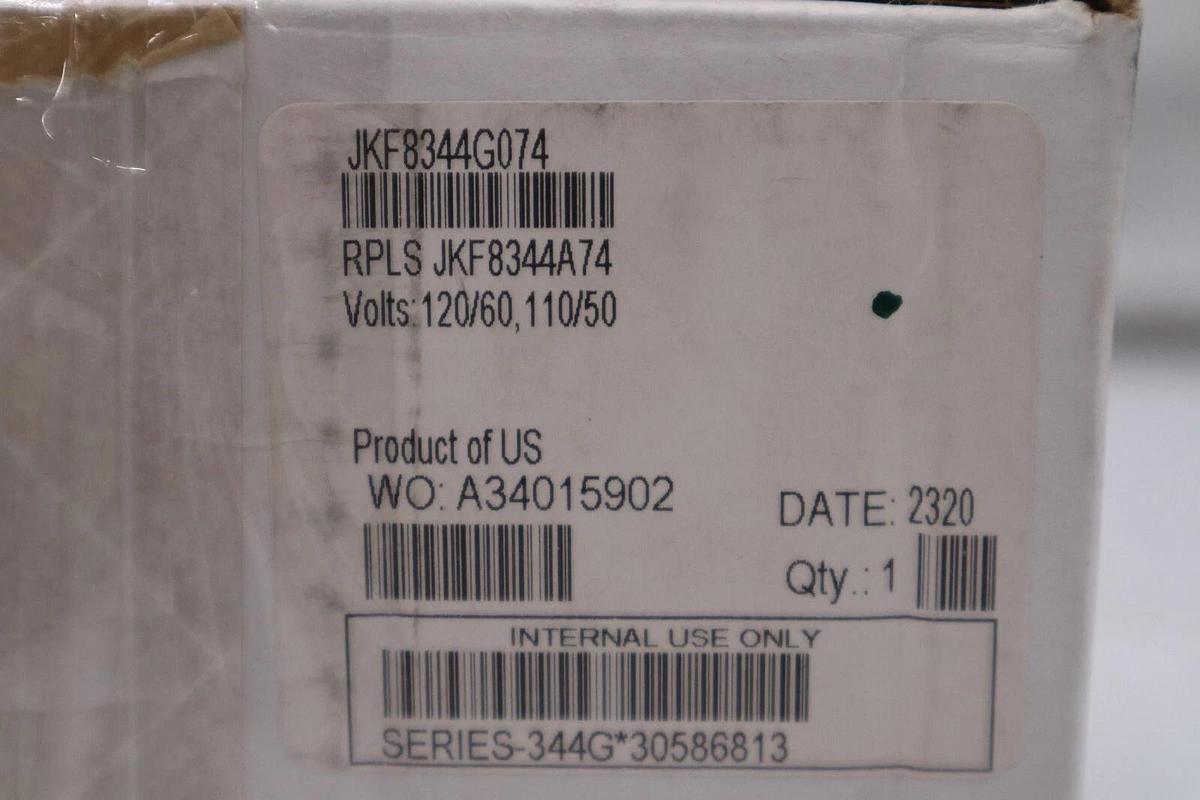 JKF8344G074
RPLS JKF8344A74
Volts:120/60,110/50
Product of US
WO: A34015902
DATE: 2320
Qty.: 1
INTERNAL USE ONLY
SERIES-344G*30586813